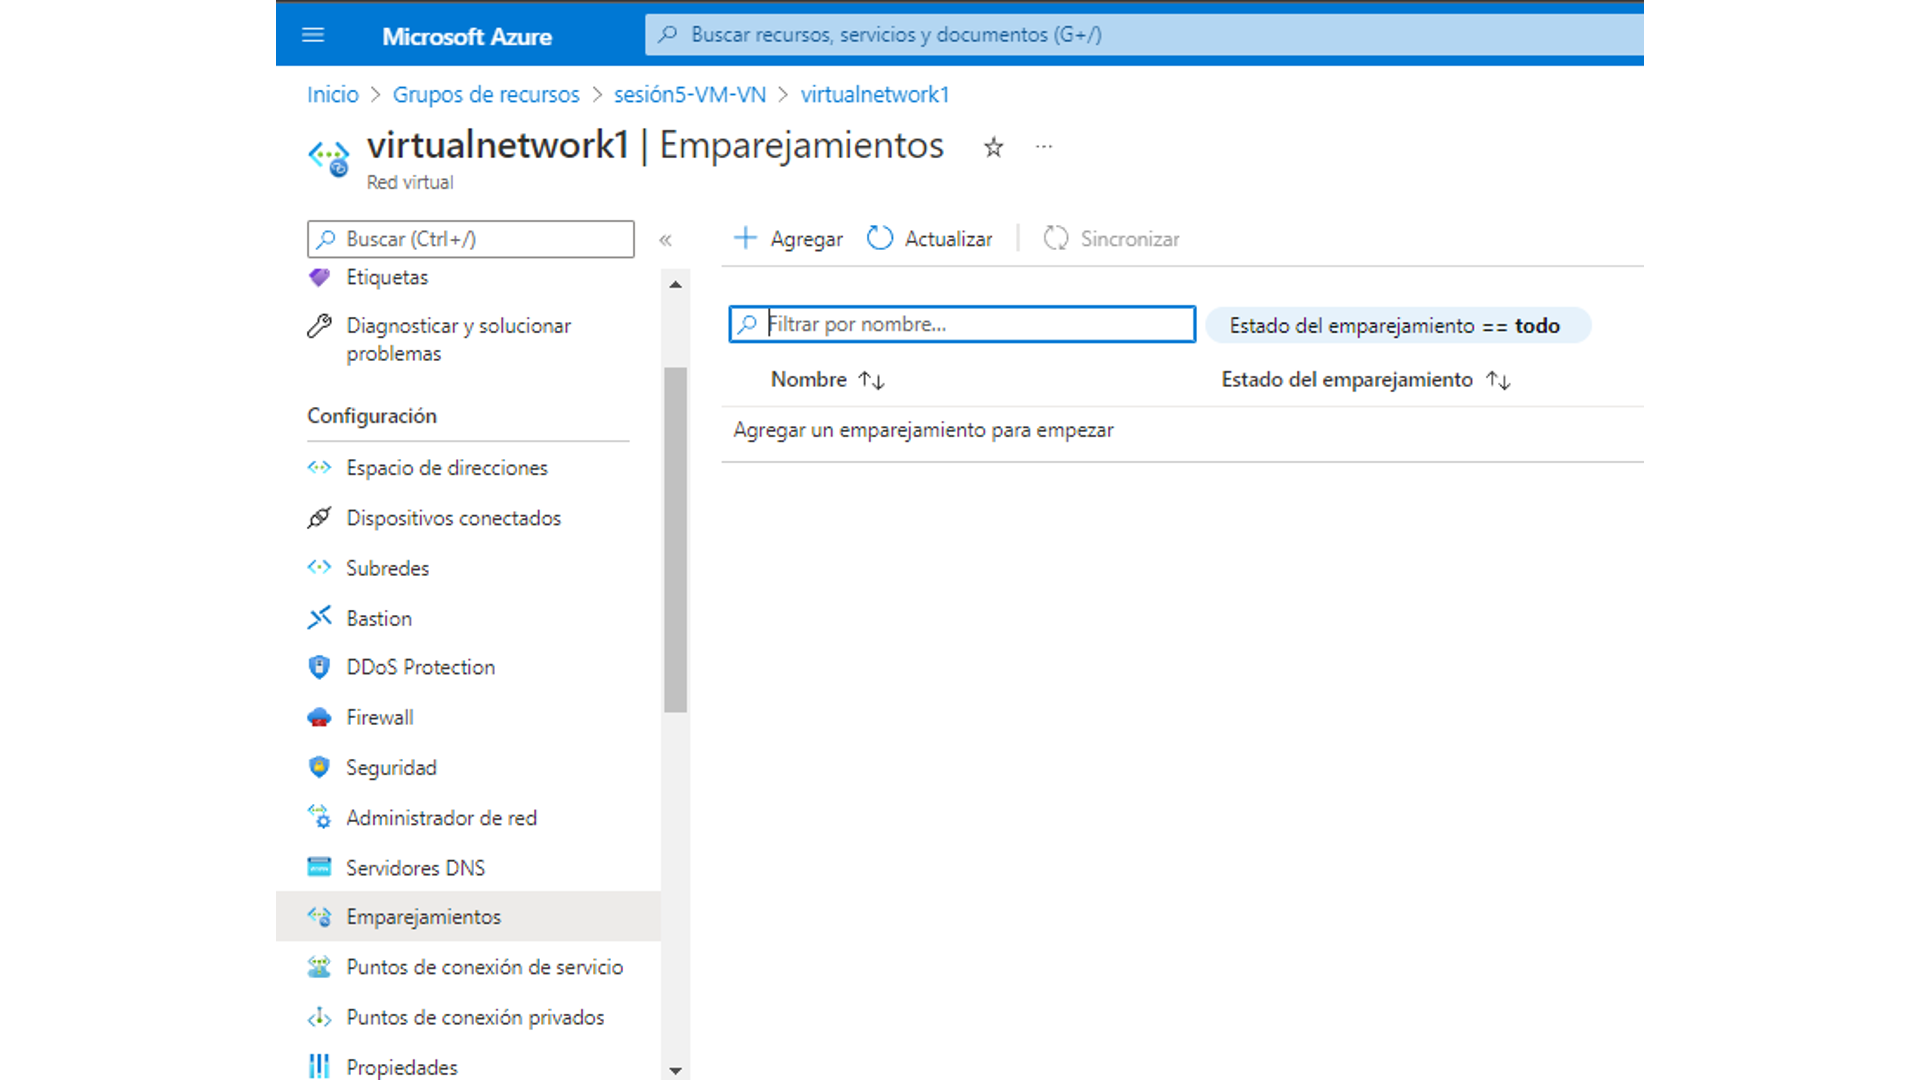 Microsoft Azure
Buscar recursos, servicios y documentos (G+/)
Inicio > Grupos de recursos > sesión5-VM-VN > virtualnetwork1
virtualnetwork1 | Emparejamientos
Red virtual
Buscar (Ctrl+/)
«
Etiquetas
Diagnosticar y solucionar
problemas
Configuración
Espacio de direcciones
Dispositivos conectados
Subredes
Bastion
DDoS Protection
Firewall
Seguridad
Administrador de red
Servidores DNS
Emparejamientos
Puntos de conexión de servicio
Puntos de conexión privados
Propiedades
Agregar
Actualizar
Sincronizar
Filtrar por nombre...
Estado del emparejamiento == todo
Nombre ↑↓
Estado del emparejamiento ↑↓
Agregar un emparejamiento para empezar